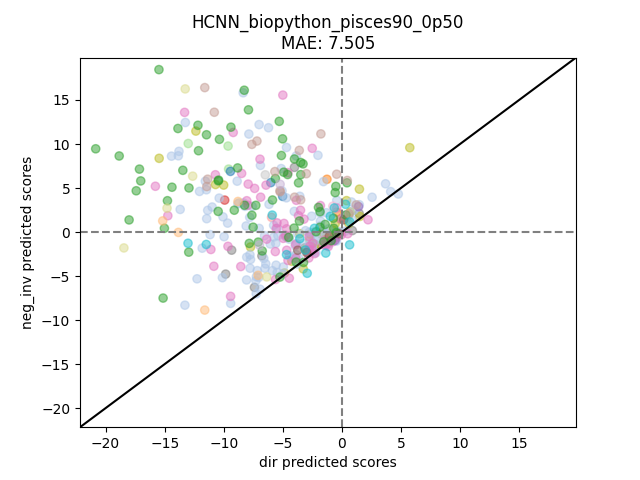 HCNN_biopython_pisces90_0p50
MAE: 7.505
15
10
5
0
−5
−10
−15
−20
neg_inv predicted scores
−20 −15 −10 −5 0 5 10 15
dir predicted scores